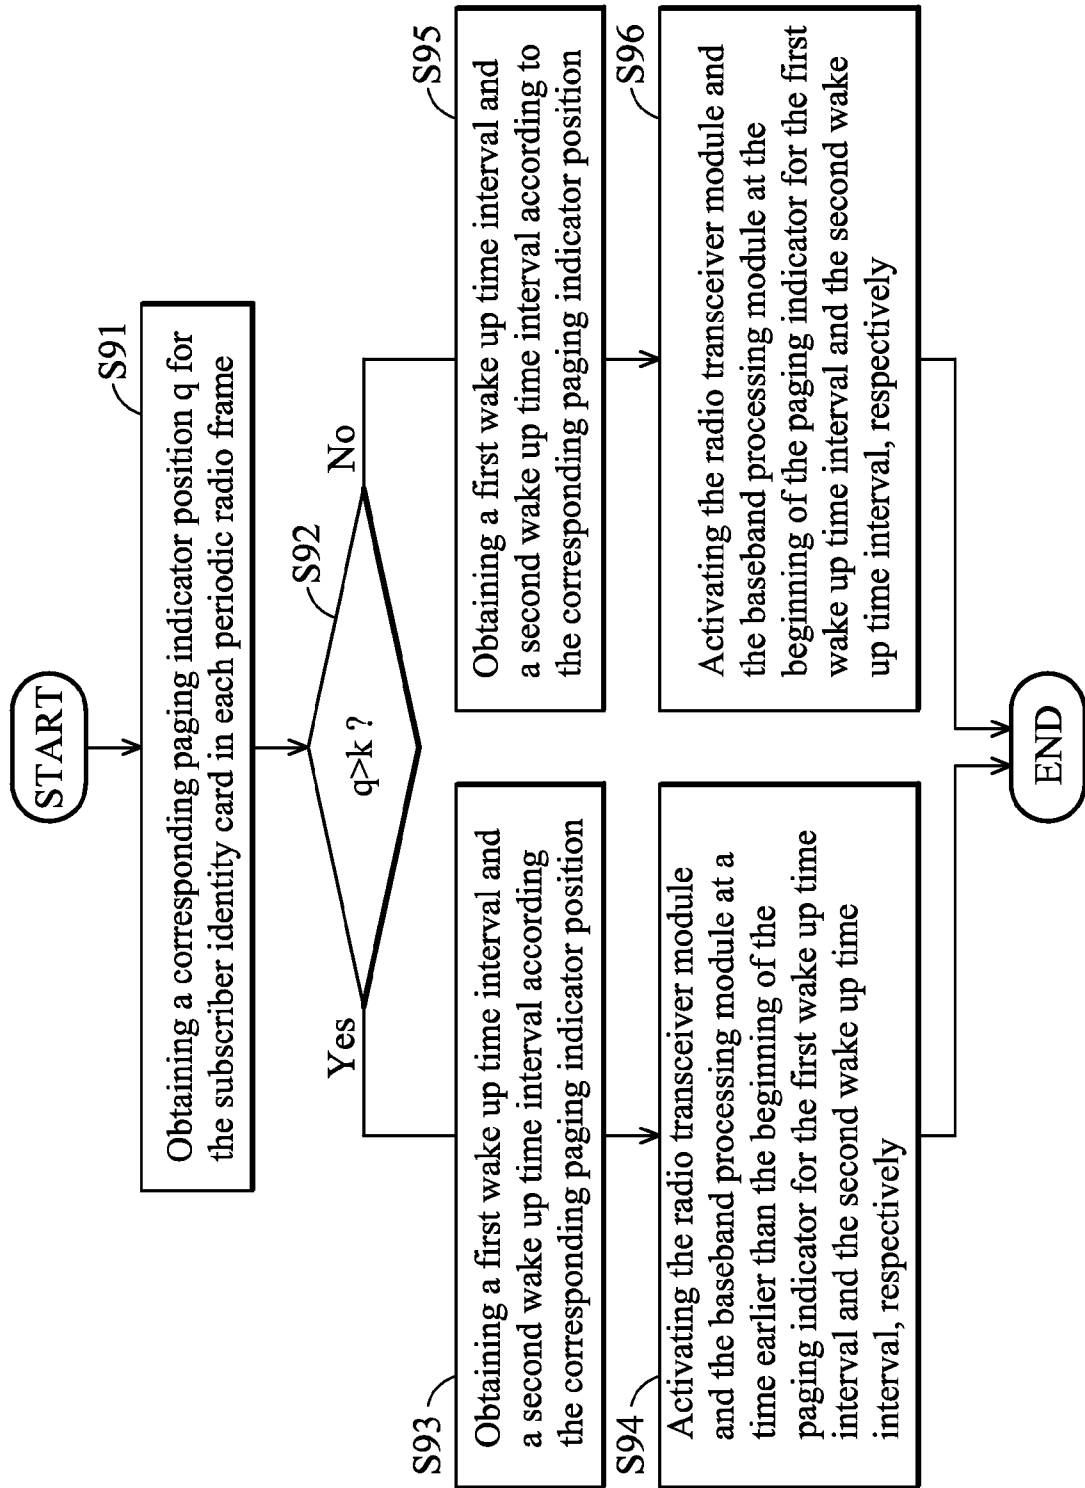 START
S91
Obtaining a corresponding paging indicator position q for
the subscriber identity card in each periodic radio frame
S92
q>k ?
Yes
No
S93
Obtaining a first wake up time interval and
a second wake up time interval according
the corresponding paging indicator position
S94
Activating the radio transceiver module
and the baseband processing module at a
time earlier than the beginning of the
paging indicator for the first wake up time
interval and the second wake up time
interval, respectively
S95
Obtaining a first wake up time interval and
a second wake up time interval according to
the corresponding paging indicator position
S96
Activating the radio transceiver module and
the baseband processing module at the
beginning of the paging indicator for the first
wake up time interval and the second wake
up time interval, respectively
END